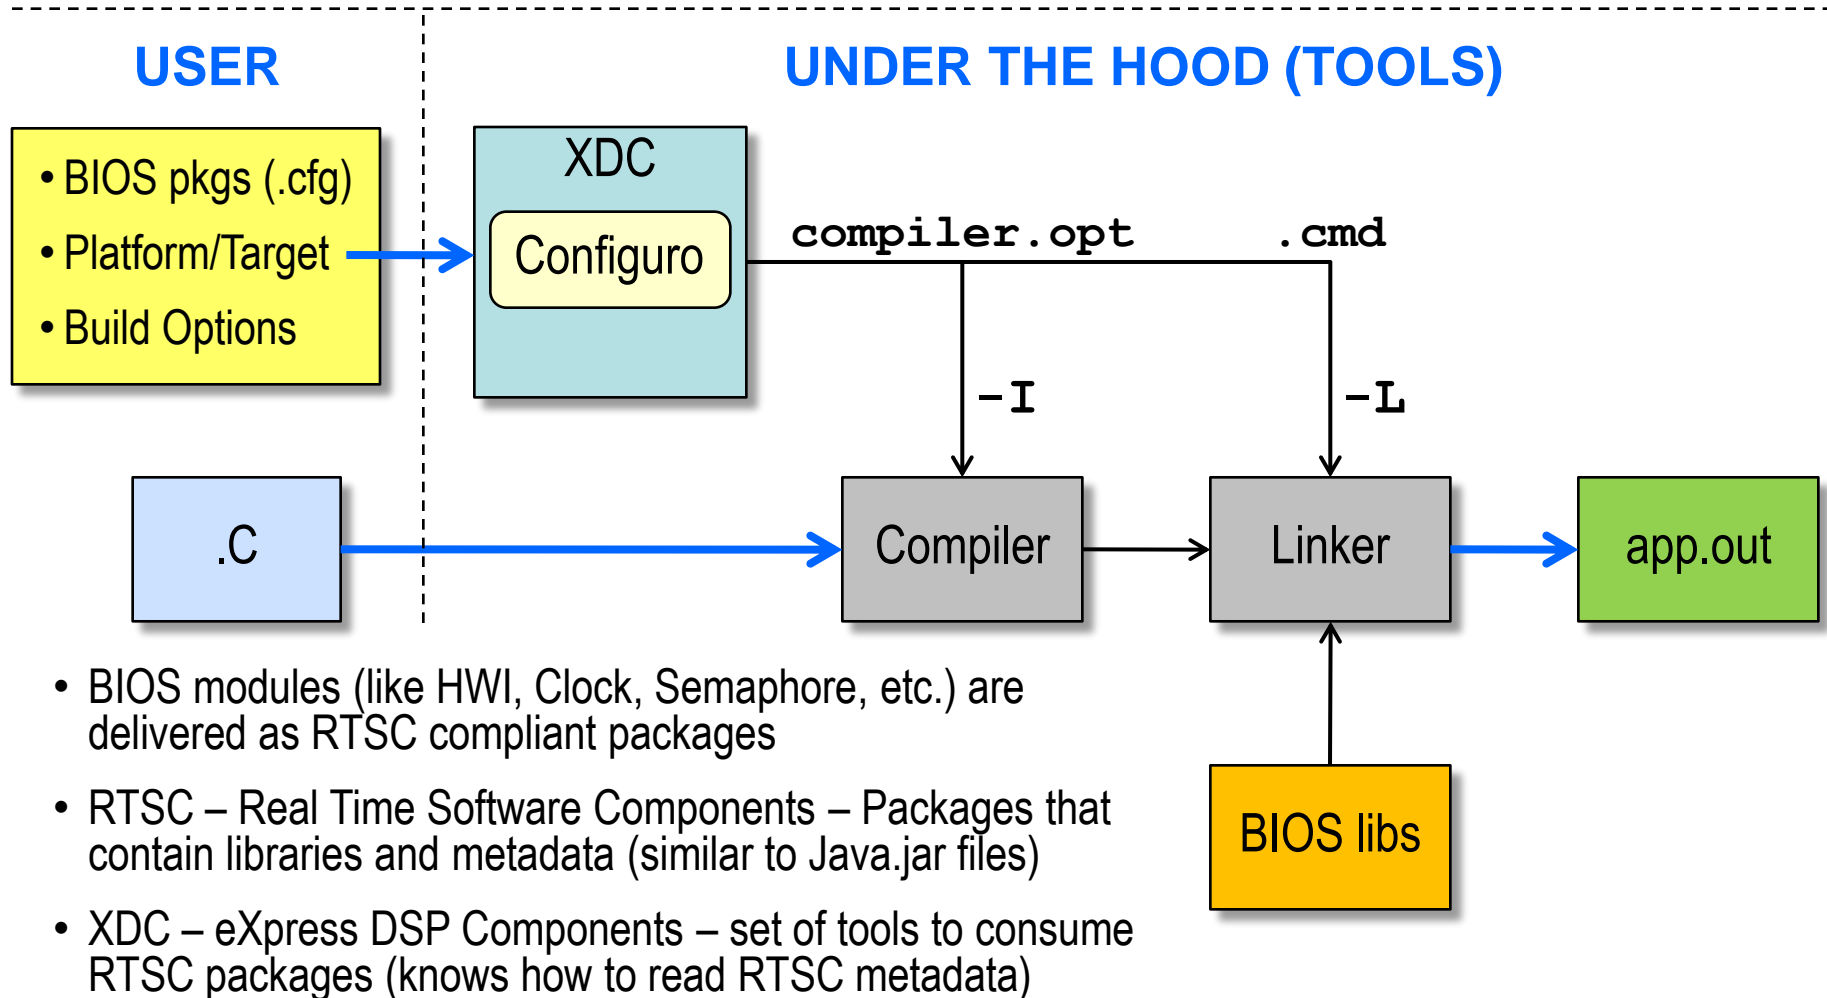 USER
UNDER THE HOOD (TOOLS)
• BIOS pkgs (.cfg)
• Platform/Target
• Build Options
XDC
Configuro
compiler.opt
.cmd
-I
-L
.C
Compiler
Linker
app.out
BIOS libs
• BIOS modules (like HWI, Clock, Semaphore, etc.) are
delivered as RTSC compliant packages
• RTSC – Real Time Software Components – Packages that
contain libraries and metadata (similar to Java.jar files)
• XDC – eXpress DSP Components – set of tools to consume
RTSC packages (knows how to read RTSC metadata)